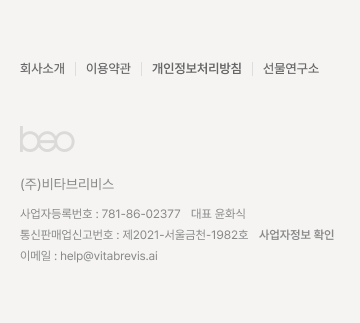 회사소개 이용약관 개인정보처리방침 선물연구소
beo
(주)비타브리비스
사업자등록번호 : 781-86-02377 대표 윤화식
통신판매업신고번호 : 제2021-서울금천-1982호 사업자정보 확인
이메일 : help@vitabrevis.ai